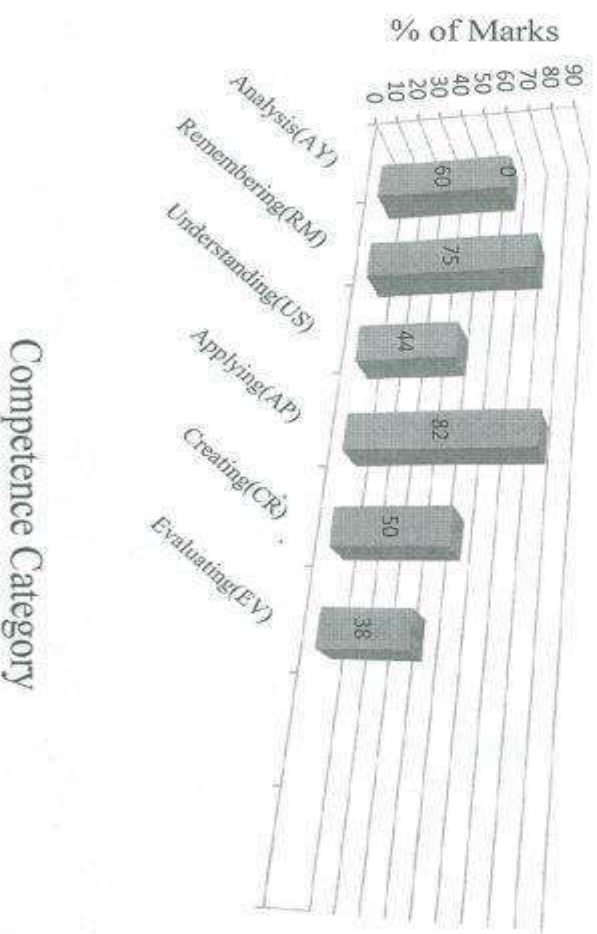 % of Marks
90
80
70
60
50
40
30
20
10
0
0
60
75
44
82
50
38
Analysis(AY)
Remembering(RM)
Understanding(US)
Applying(AP)
Creating(CR)
Evaluating(EV)
Competence Category